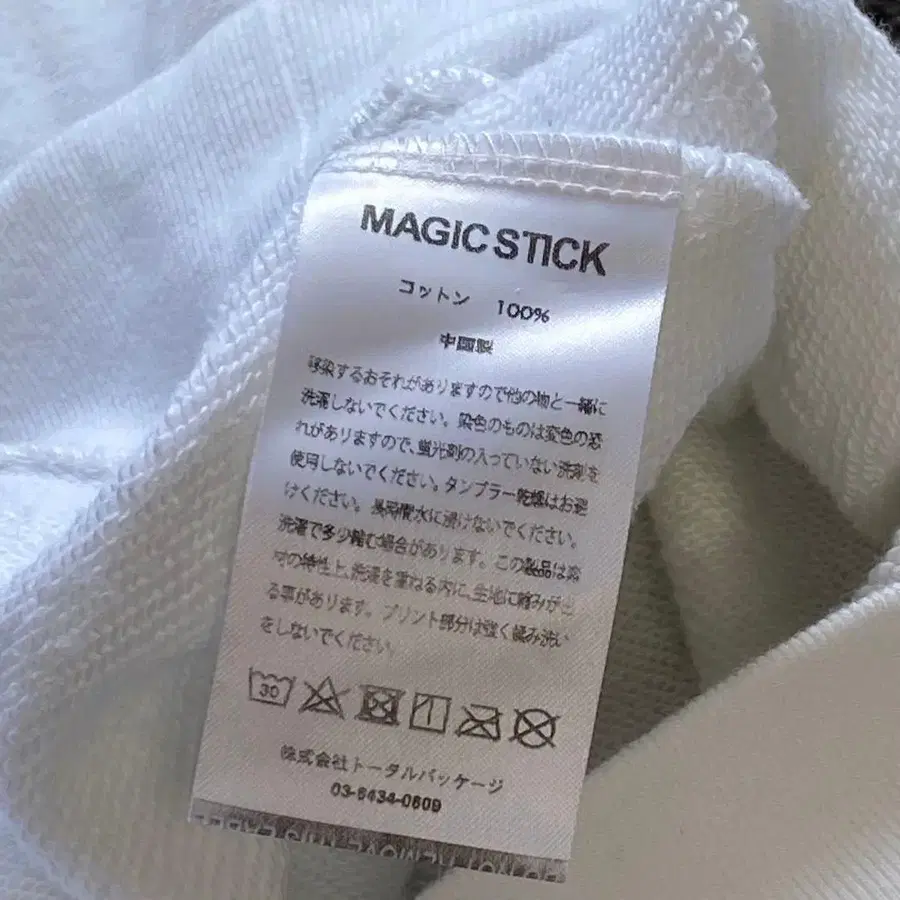 MAGIC STICK
コットン 100%
中國製
移染するおそれがありますので他の物と一緒に
洗濯しないでください。染色のものは変色の恐
れがありますので、蛍光剤の入っていない洗剤を
使用しないでください。タンブラー乾燥はお避
けください。長時間水に浸けないでください。
洗濯で多少縮む場合があります。この製品は素
材の特性上、洗濯を重ねる内に、生地に縮みが出
る事があります。プリント部分は強く揉み洗い
をしないでください。
30
株式会社トータルパッケージ
03-6434-0609